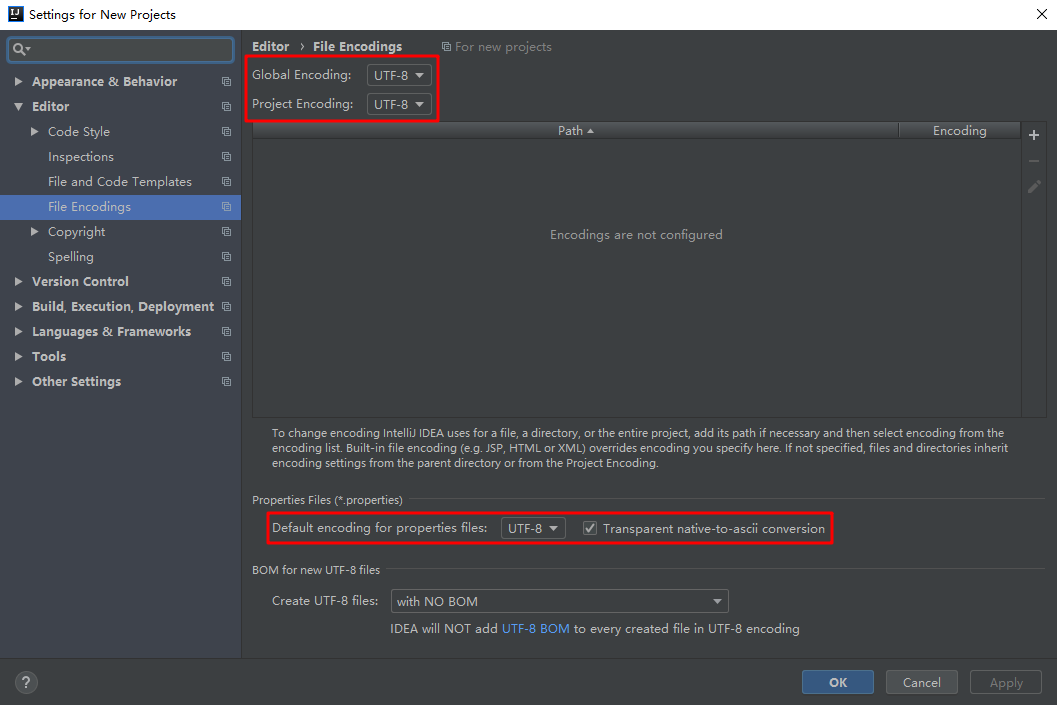 Settings for New Projects
Editor › File Encodings For new projects
Global Encoding: UTF-8
Project Encoding: UTF-8
Appearance & Behavior
Editor
Code Style
Inspections
File and Code Templates
File Encodings
Copyright
Spelling
Version Control
Build, Execution, Deployment
Languages & Frameworks
Tools
Other Settings
Path Encoding
Encodings are not configured
To change encoding IntelliJ IDEA uses for a file, a directory, or the entire project, add its path if necessary and then select encoding from the
encoding list. Built-in file encoding (e.g. JSP, HTML or XML) overrides encoding you specify here. If not specified, files and directories inherit
encoding settings from the parent directory or from the Project Encoding.
Properties Files (*.properties)
Default encoding for properties files: UTF-8 Transparent native-to-ascii conversion
BOM for new UTF-8 files
Create UTF-8 files: with NO BOM
IDEA will NOT add UTF-8 BOM to every created file in UTF-8 encoding
? OK Cancel Apply